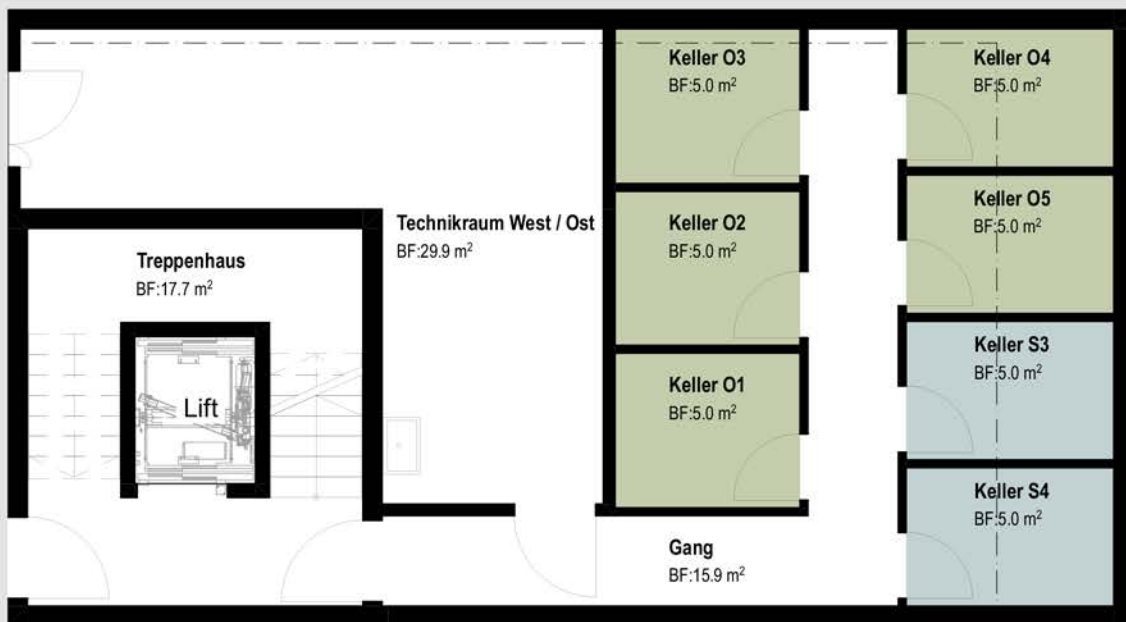 Keller O3
BF:5.0 m²
Keller O4
BF:5.0 m²
Technikraum West / Ost
BF:29.9 m²
Keller O2
BF:5.0 m²
Keller O5
BF:5.0 m²
Treppenhaus
BF:17.7 m²
Keller S3
BF:5.0 m²
Lift
Keller O1
BF:5.0 m²
Keller S4
BF:5.0 m²
Gang
BF:15.9 m²